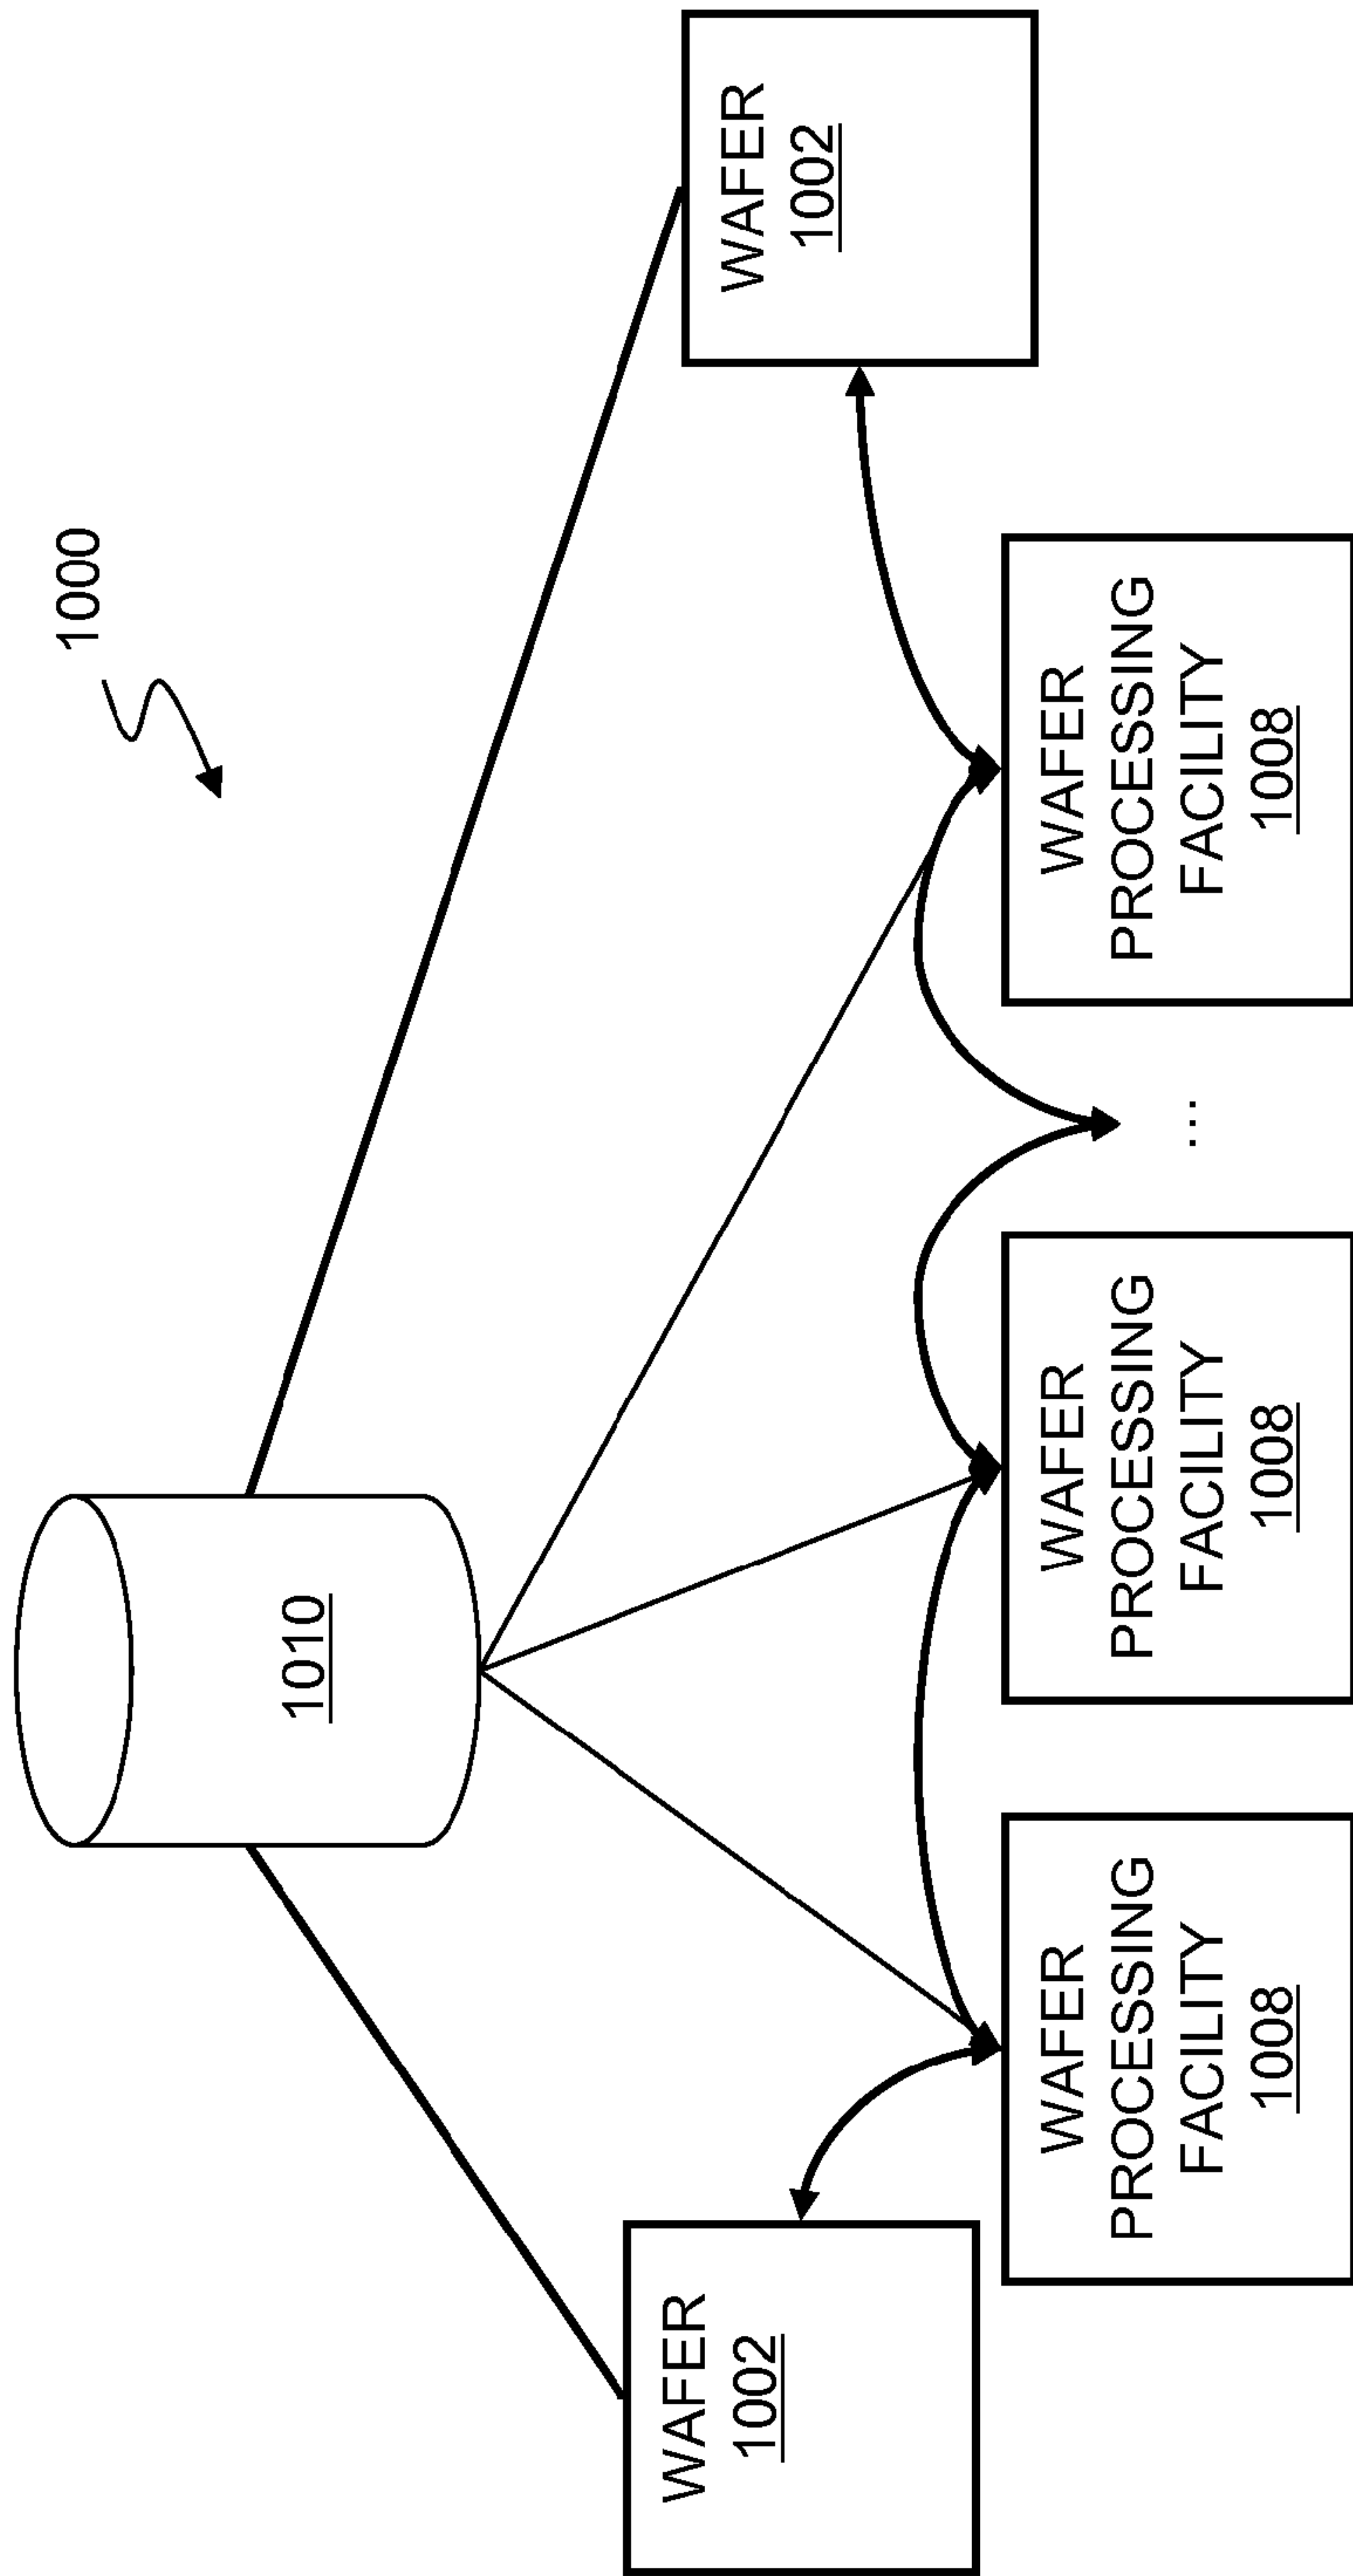 1000
1010
WAFER
1002
WAFER
1002
WAFER
PROCESSING
FACILITY
1008
WAFER
PROCESSING
FACILITY
1008
...
WAFER
PROCESSING
FACILITY
1008